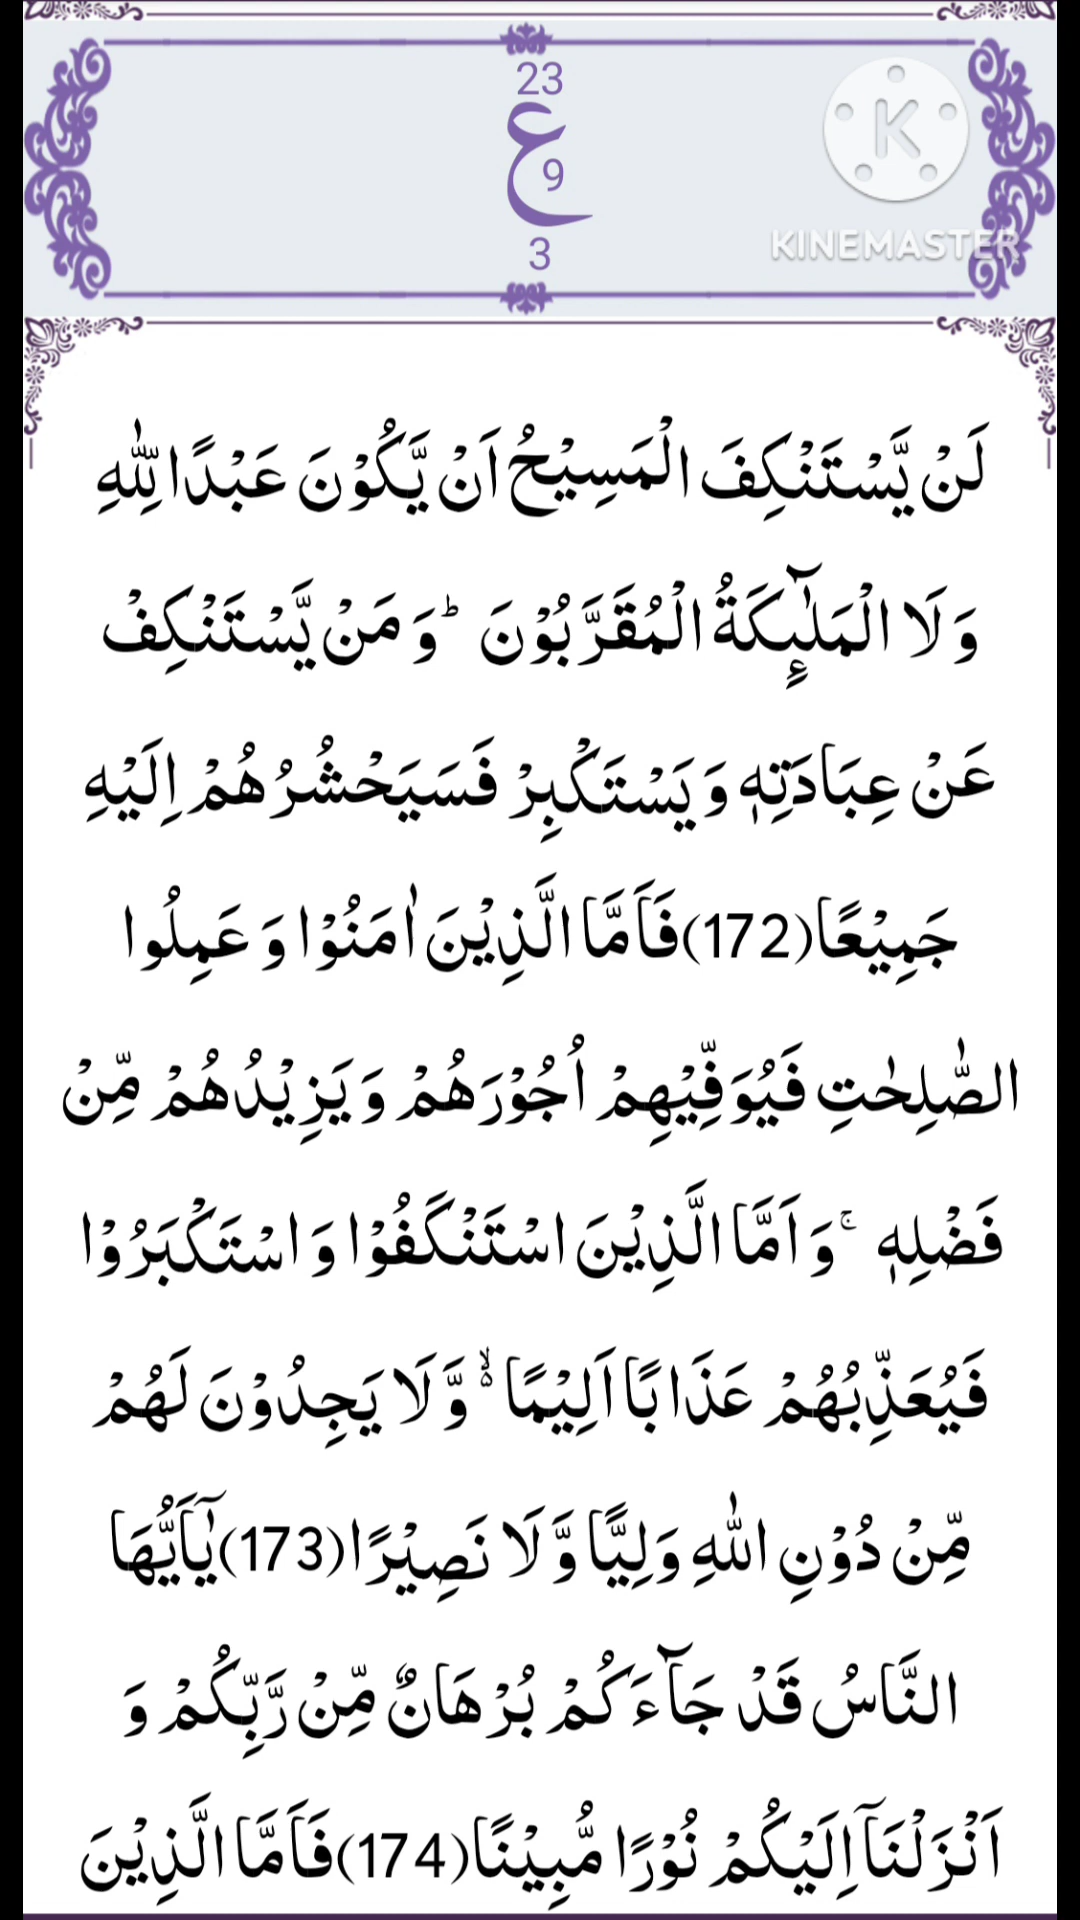 23
ع
9
3
K
KINEMASTER
لَنْ يَّسْتَنْكِفَ الْمَسِيْحُ اَنْ يَّكُوْنَ عَبْدًا لِّلّٰهِ
وَ لَا الْمَلٰٓىِٕكَةُ الْمُقَرَّبُوْنَ ؕ وَ مَنْ یَّسْتَنْكِفْ
عَنْ عِبَادَتِهٖ وَ یَسْتَكْبِرْ فَسَیَحْشُرُهُمْ اِلَیْهِ
جَمِیْعًا(172)فَاَمَّا الَّذِیْنَ اٰمَنُوْا وَ عَمِلُوا
الصّٰلِحٰتِ فَیُوَفِّیْهِمْ اُجُوْرَهُمْ وَ یَزِیْدُهُمْ مِّنْ
فَضْلِهٖ ۚ وَ اَمَّا الَّذِیْنَ اسْتَنْكَفُوْا وَ اسْتَكْبَرُوْا
فَیُعَذِّبُهُمْ عَذَابًا اَلِیْمًا ﳔ وَّ لَا یَجِدُوْنَ لَهُمْ
مِّنْ دُوْنِ اللّٰهِ وَلِیًّا وَّ لَا نَصِیْرًا(173)یٰۤاَیُّهَا
النَّاسُ قَدْ جَآءَكُمْ بُرْهَانٌ مِّنْ رَّبِّكُمْ وَ
اَنْزَلْنَاۤ اِلَیْكُمْ نُوْرًا مُّبِیْنًا(174)فَاَمَّا الَّذِیْنَ